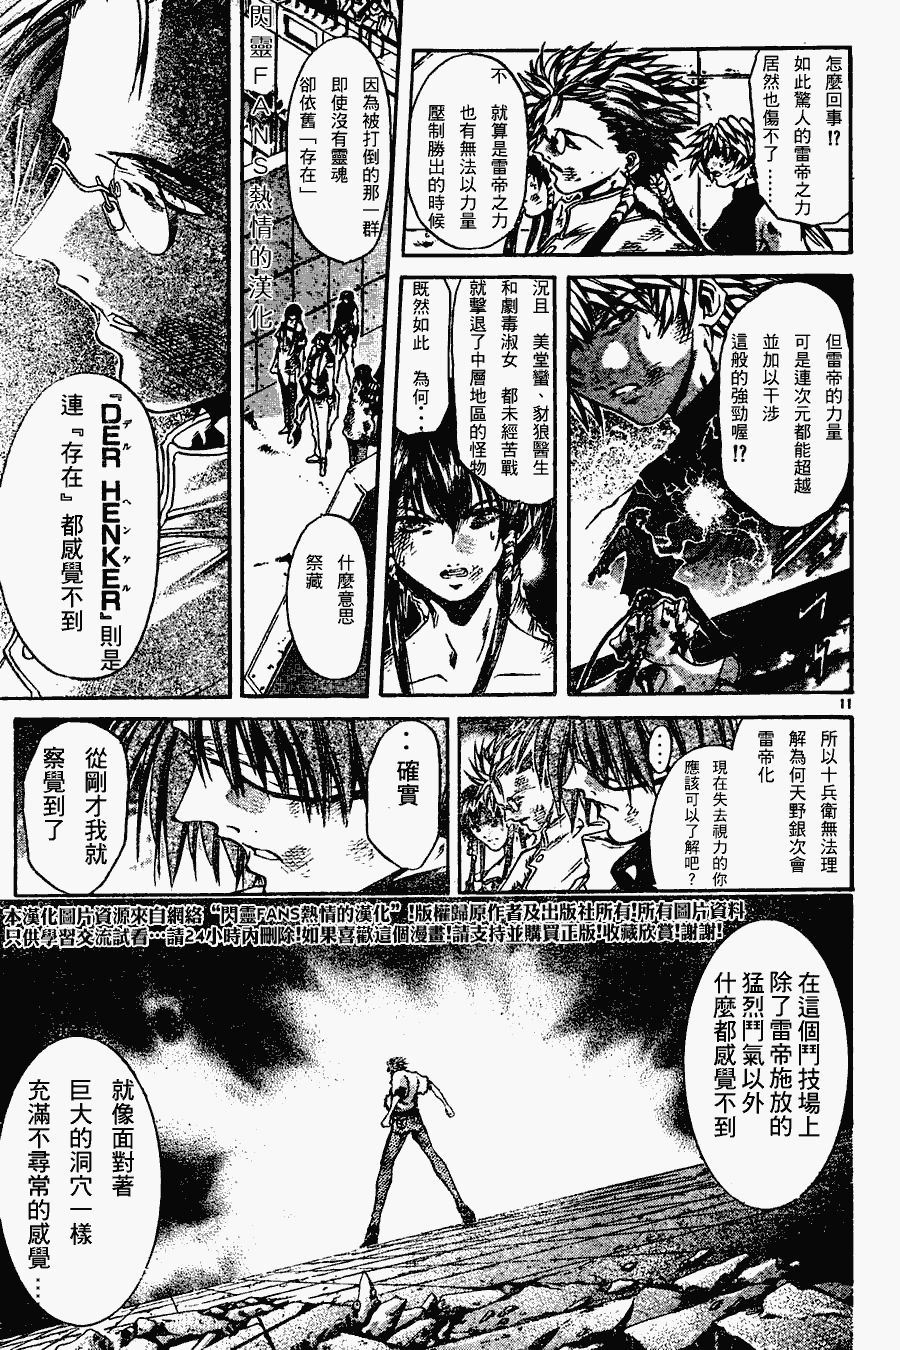 怎麼回事!?
如此驚人的雷帝之力
居然也傷不了……
不
就算是雷帝之力
也有無法以力量
壓制勝出的時候
但雷帝的力量
可是連次元都能超越
並加以干涉
這般的強勁喔!?
況且 美堂蠻、豺狼醫生
和劇毒淑女 都未經苦戰
就擊退了中層地區的怪物
既然如此 為何…
因為被打倒的那一群
即使沒有靈魂
卻依舊「存在」
什麼意思
祭藏
閃靈FANS熱情的漢化
『DER HENKER』則是
デル ヘンケル
連『存在』都感覺不到
11
所以十兵衛無法理
解為何天野銀次會
雷帝化
現在失去視力的你
應該可以了解吧?
…
‥確實
從剛才我就
察覺到了
本漢化圖片資源來自網絡“閃靈FANS熱情的漢化”!版權歸原作者及出版社所有!所有圖片資料
只供學習交流試看…請24小時內刪除!如果喜歡這個漫畫!請支持並購買正版!收藏欣賞!謝謝!
在這個鬥技場上
除了雷帝施放的
猛烈鬥氣以外
什麼都感覺不到
就像面對著
巨大的洞穴一樣
充滿不尋常的感覺……